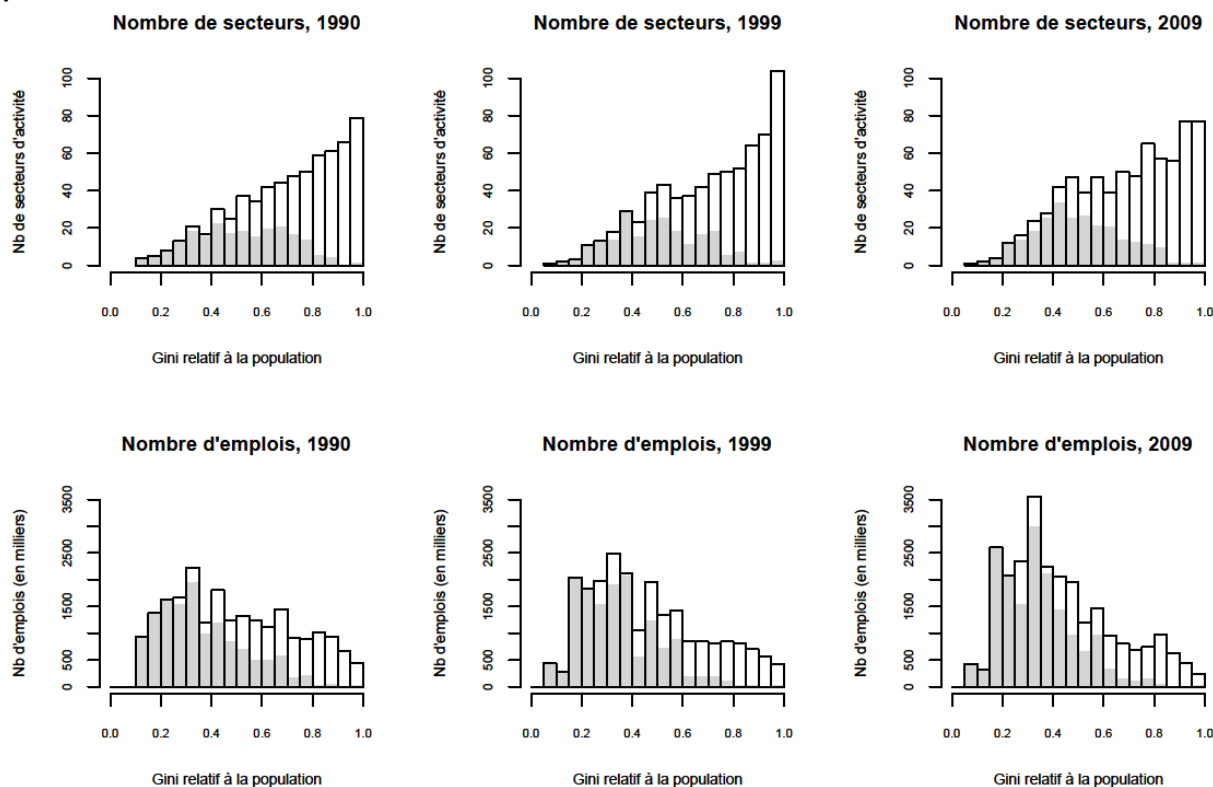 Nombre de secteurs, 1990
Nb de secteurs d'activité
0 20 40 60 80 100
0.0 0.2 0.4 0.6 0.8 1.0
Gini relatif à la population
Nombre de secteurs, 1999
Nb de secteurs d'activité
0 20 40 60 80 100
0.0 0.2 0.4 0.6 0.8 1.0
Gini relatif à la population
Nombre de secteurs, 2009
Nb de secteurs d'activité
0 20 40 60 80 100
0.0 0.2 0.4 0.6 0.8 1.0
Gini relatif à la population
Nombre d'emplois, 1990
Nb d'emplois (en milliers)
0 500 1500 2500 3500
0.0 0.2 0.4 0.6 0.8 1.0
Gini relatif à la population
Nombre d'emplois, 1999
Nb d'emplois (en milliers)
0 500 1500 2500 3500
0.0 0.2 0.4 0.6 0.8 1.0
Gini relatif à la population
Nombre d'emplois, 2009
Nb d'emplois (en milliers)
0 500 1500 2500 3500
0.0 0.2 0.4 0.6 0.8 1.0
Gini relatif à la population